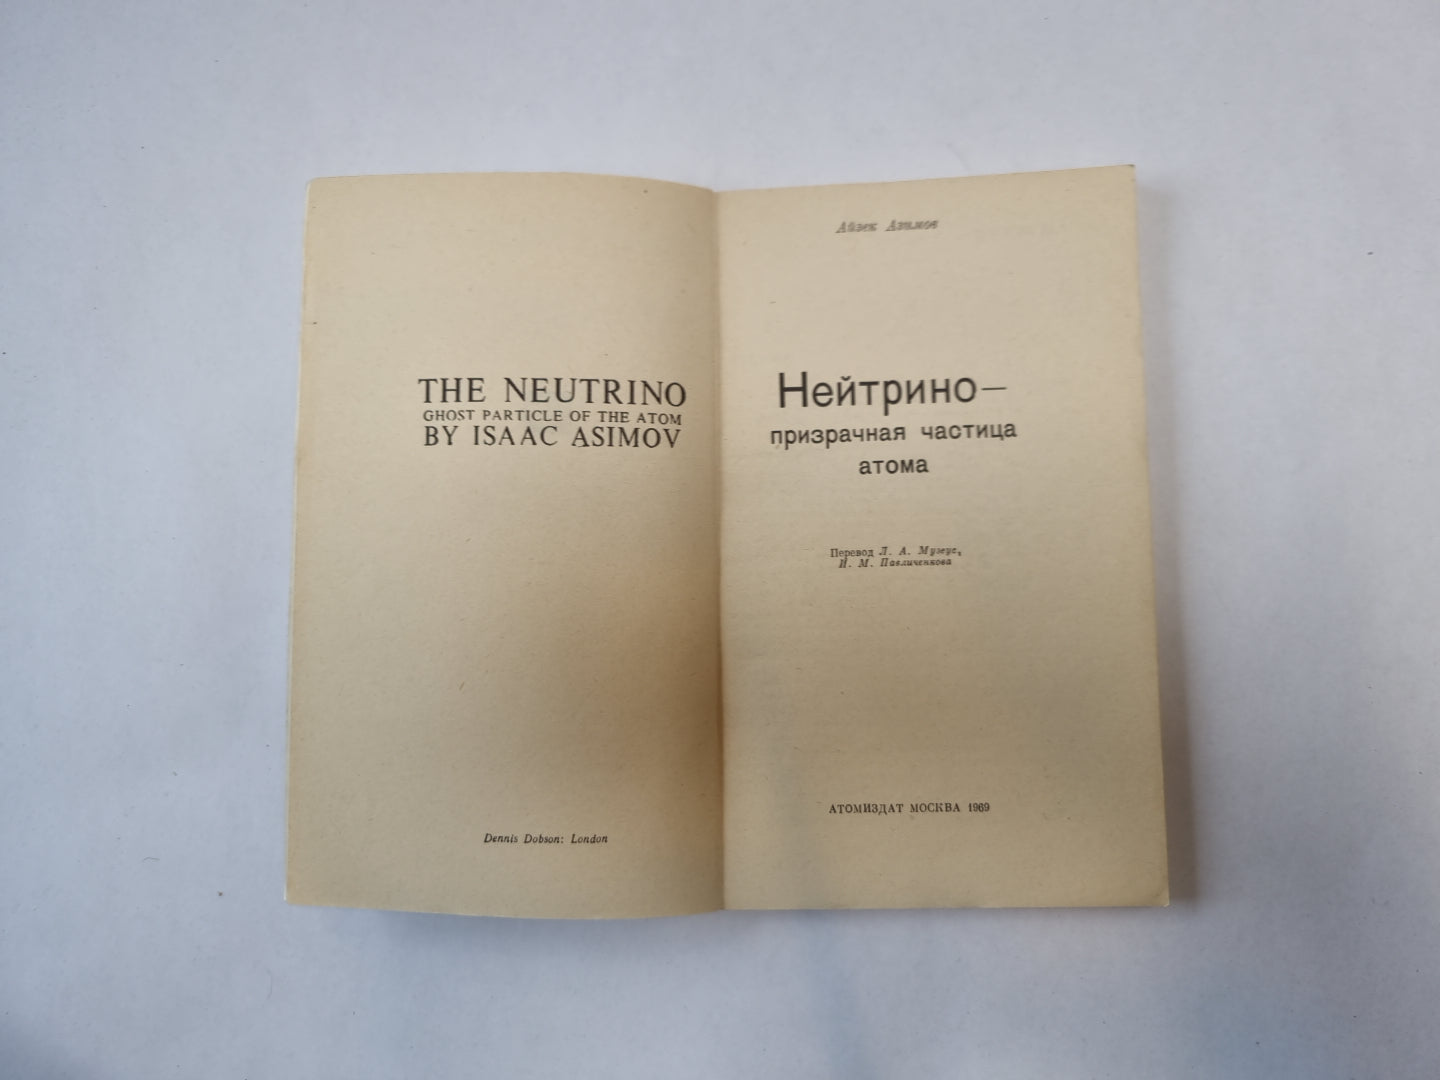 THE NEUTRINO
GHOST PARTICLE OF THE ATOM
BY ISAAC ASIMOV
Dennis Dobson: London
Айзек Азимов
Нейтрино—
призрачная частица
атома
Перевод Л. А. Музеус,
И. М. Павличенкова
АТОМИЗДАТ МОСКВА 1969